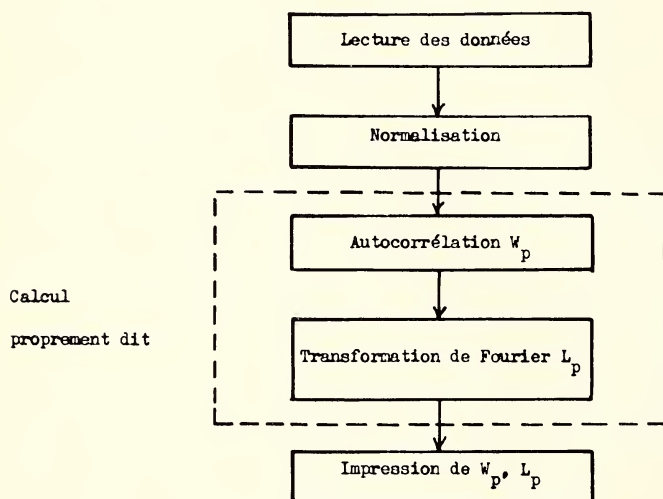 Lecture des données
Normalisation
Autocorrélation W_p
Calcul
proprement dit
Transformation de Fourier L_p
Impression de W_p, L_p